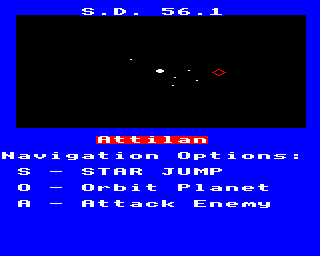 S.D. 56.1
Attilan
Navigation Options:
S - STAR JUMP
O - Orbit Planet
A - Attack Enemy